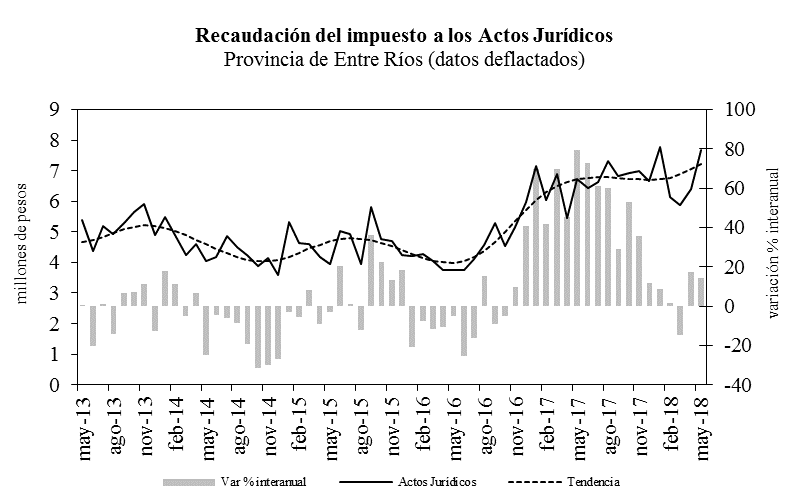 Recaudación del impuesto a los Actos Jurídicos
Provincia de Entre Ríos (datos deflactados)
millones de pesos
9
8
7
6
5
4
3
2
1
0
100
80
60
40
20
0
-20
-40
variación % interanual
may-13
ago-13
nov-13
feb-14
may-14
ago-14
nov-14
feb-15
may-15
ago-15
nov-15
feb-16
may-16
ago-16
nov-16
feb-17
may-17
ago-17
nov-17
feb-18
may-18
Var % interanual Actos Jurídicos Tendencia